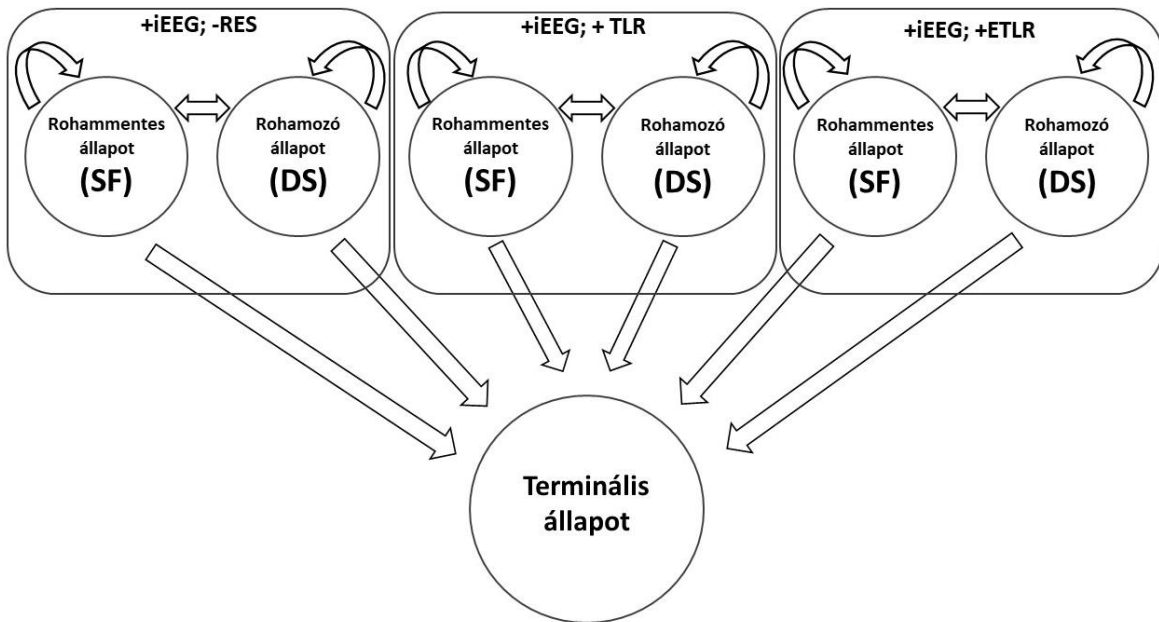 +iEEG; -RES
Rohammentes
állapot
(SF)
Rohamozó
állapot
(DS)
+iEEG; + TLR
Rohammentes
állapot
(SF)
Rohamozó
állapot
(DS)
+iEEG; +ETLR
Rohammentes
állapot
(SF)
Rohamozó
állapot
(DS)
Terminális
állapot